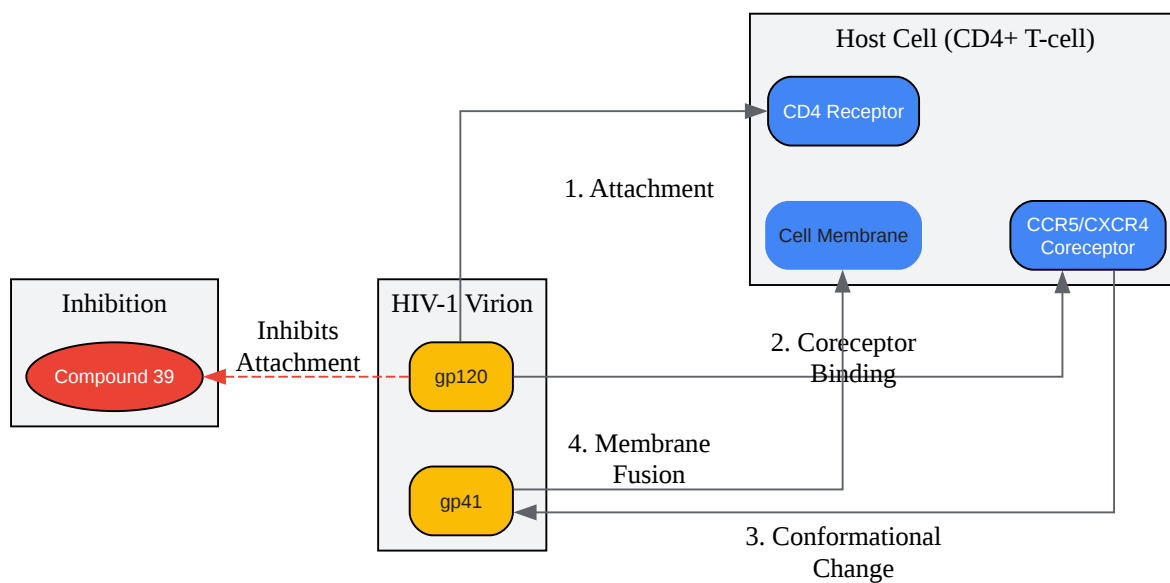 Host Cell (CD4+ T-cell)
CD4 Receptor
1. Attachment
Cell Membrane
CCR5/CXCR4
Coreceptor
Inhibition
Compound 39
Inhibits
Attachment
HIV-1 Virion
gp120
2. Coreceptor
Binding
4. Membrane
Fusion
gp41
3. Conformational
Change